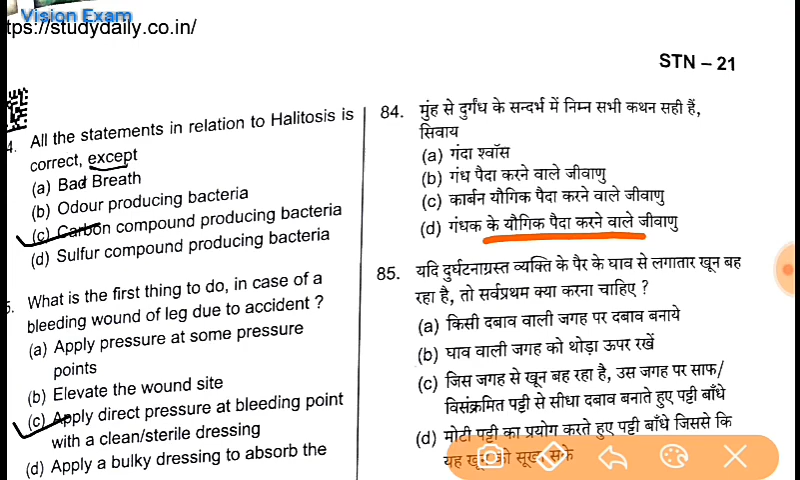 Vision Exam
tps://studydaily.co.in/
STN – 21
4. All the statements in relation to Halitosis is
correct, except
(a) Bad Breath
(b) Odour producing bacteria
(c) Carbon compound producing bacteria
(d) Sulfur compound producing bacteria
5. What is the first thing to do, in case of a
bleeding wound of leg due to accident ?
(a) Apply pressure at some pressure
points
(b) Elevate the wound site
(c) Apply direct pressure at bleeding point
with a clean/sterile dressing
(d) Apply a bulky dressing to absorb the
84. मुंह से दुर्गंध के सन्दर्भ में निम्न सभी कथन सही हैं,
सिवाय
(a) गंदा श्वाँस
(b) गंध पैदा करने वाले जीवाणु
(c) कार्बन यौगिक पैदा करने वाले जीवाणु
(d) गंधक के यौगिक पैदा करने वाले जीवाणु
85. यदि दुर्घटनाग्रस्त व्यक्ति के पैर के घाव से लगातार खून बह
रहा है, तो सर्वप्रथम क्या करना चाहिए ?
(a) किसी दबाव वाली जगह पर दबाव बनाये
(b) घाव वाली जगह को थोड़ा ऊपर रखें
(c) जिस जगह से खून बह रहा है, उस जगह पर साफ/
विसंक्रमित पट्टी से सीधा दबाव बनाते हुए पट्टी बाँधे
(d) मोटी पट्टी का प्रयोग करते हुए पट्टी बाँधे जिससे कि
यह